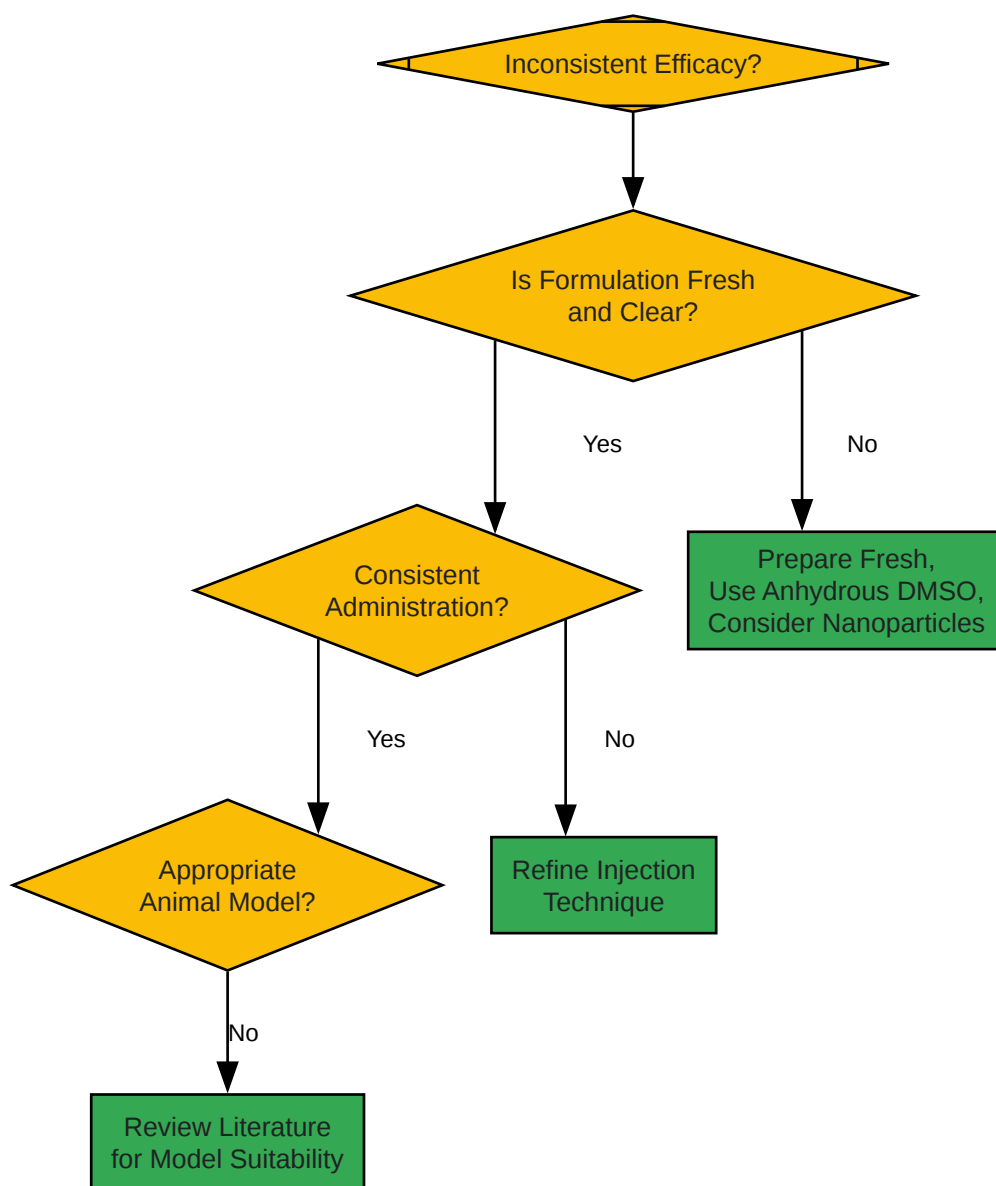 Inconsistent Efficacy?
Is Formulation Fresh
and Clear?
Yes
No
Prepare Fresh,
Use Anhydrous DMSO,
Consider Nanoparticles
Consistent
Administration?
Yes
No
Appropriate
Animal Model?
Refine Injection
Technique
No
Review Literature
for Model Suitability